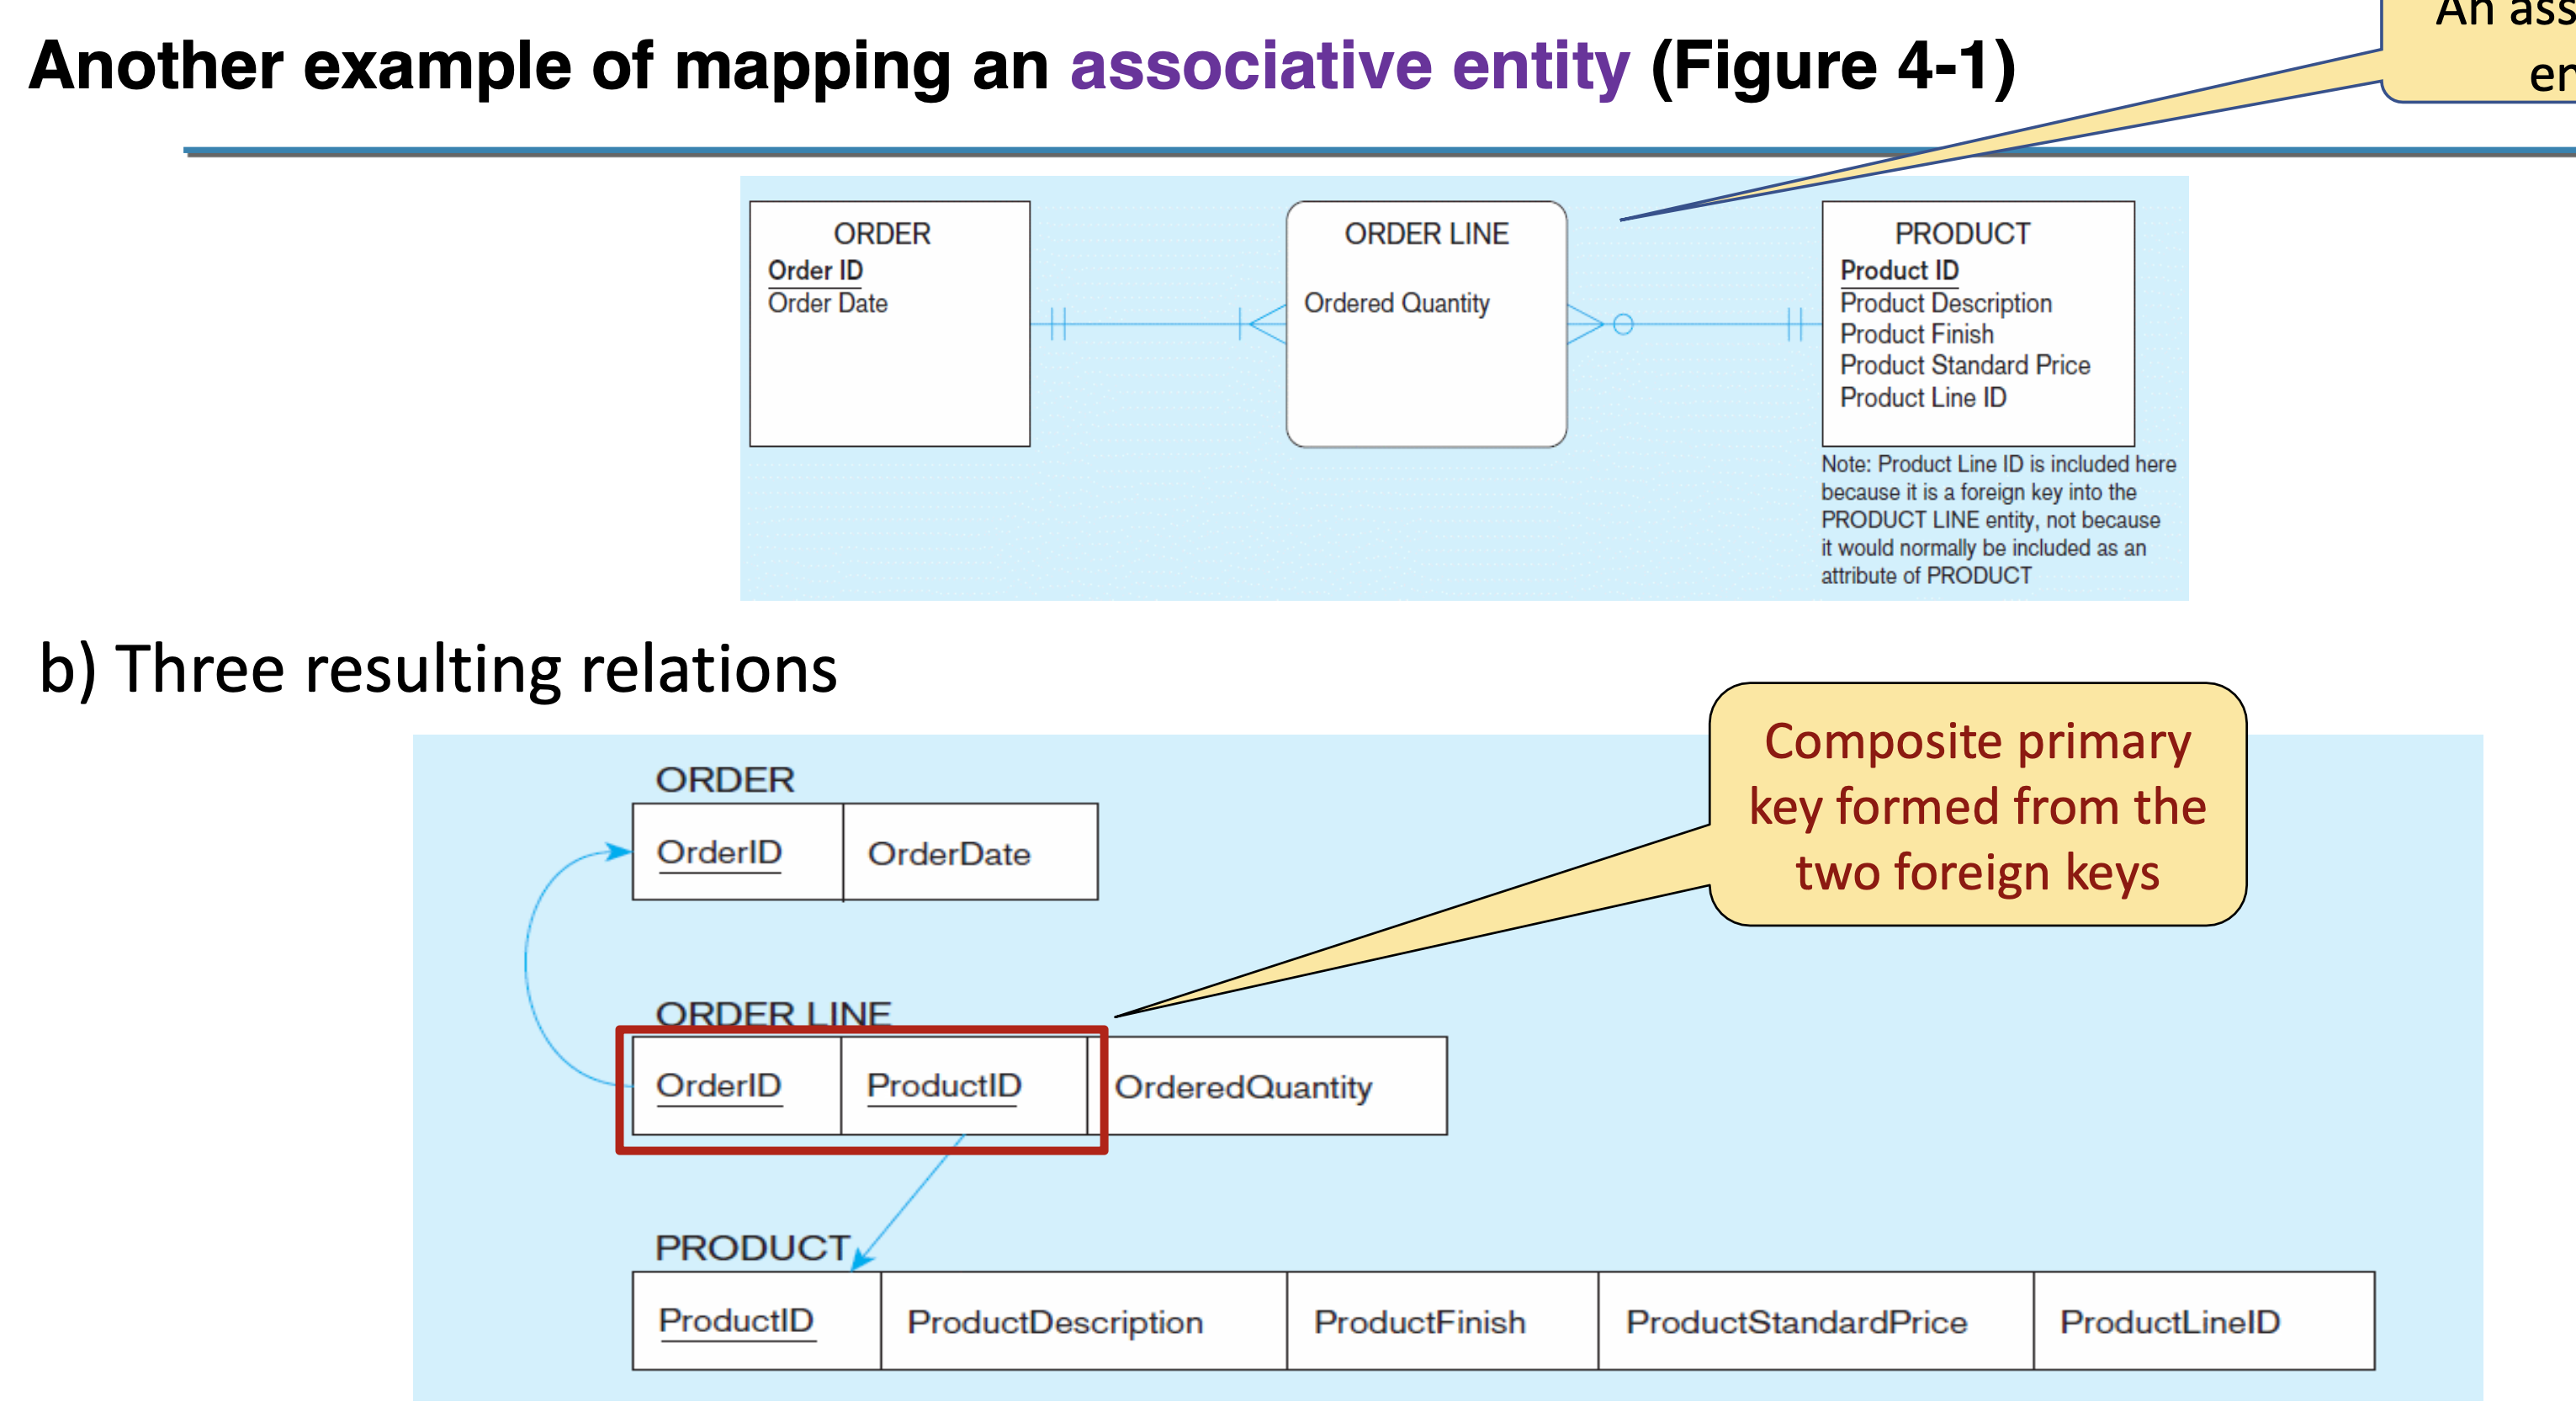 An
Another example of mapping an associative entity (Figure 4-1)
ORDER
Order ID
Order Date
ORDER LINE
Ordered Quantity
PRODUCT
Product ID
Product Description
Product Finish
Product Standard Price
Product Line ID
Note: Product Line ID is included here
because it is a foreign key into the
PRODUCT LINE entity, not because
it would normally be included as an
attribute of PRODUCT
b) Three resulting relations
Composite primary
key formed from the
two foreign keys
ORDER
OrderID OrderDate
ORDER LINE
OrderID ProductID OrderedQuantity
PRODUCT
ProductID ProductDescription ProductFinish ProductStandardPrice ProductLineID